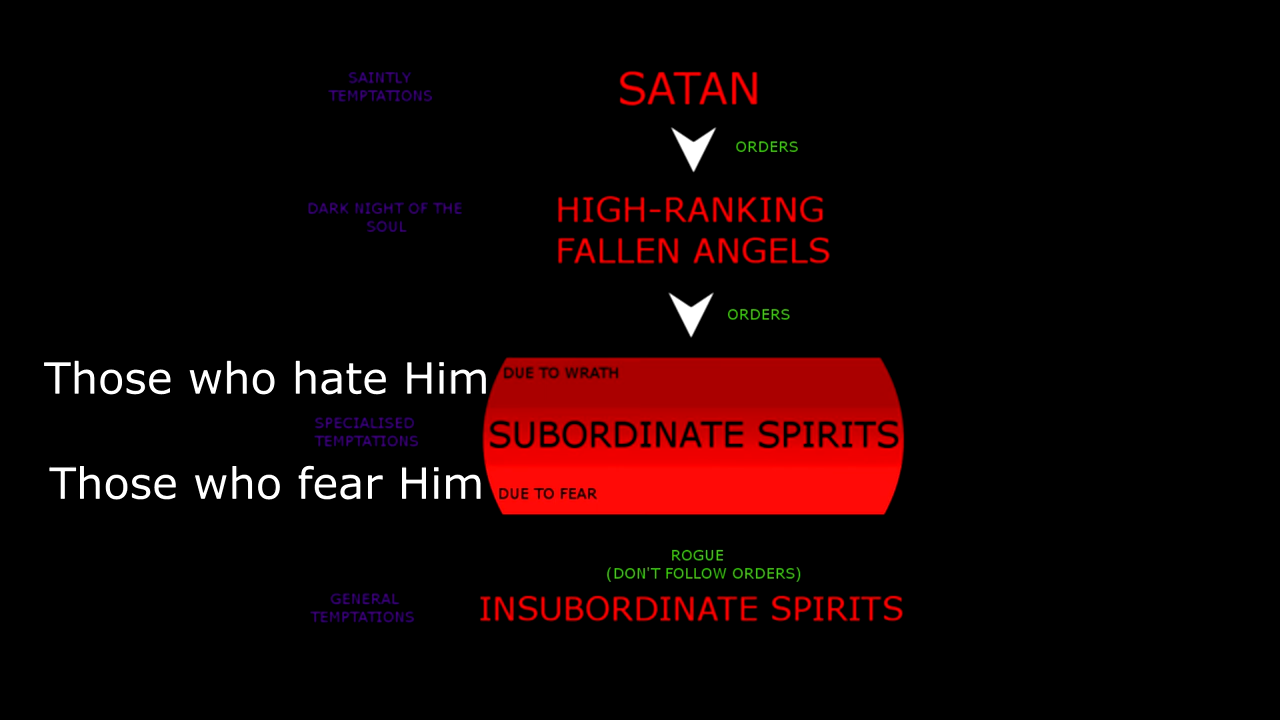 SAINTLY
TEMPTATIONS
SATAN
ORDERS
DARK NIGHT OF THE
SOUL
HIGH-RANKING
FALLEN ANGELS
ORDERS
Those who hate Him
DUE TO WRATH
SPECIALISED
TEMPTATIONS
SUBORDINATE SPIRITS
Those who fear Him
DUE TO FEAR
ROGUE
(DON'T FOLLOW ORDERS)
GENERAL
TEMPTATIONS
INSUBORDINATE SPIRITS